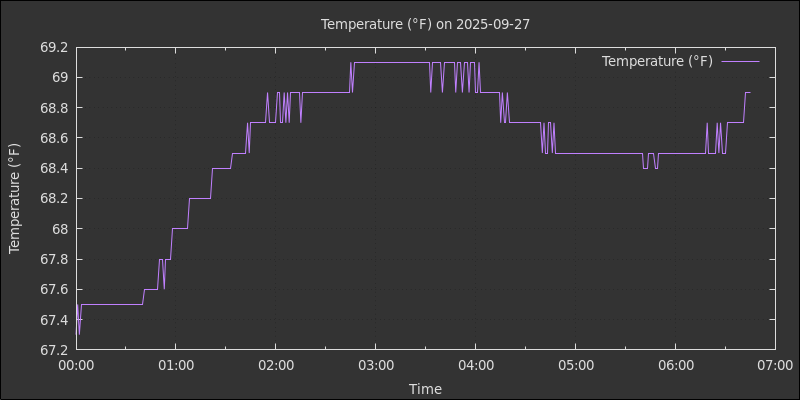 Temperature (°F) on 2025-09-27
Temperature (°F)
69.2
69
68.8
68.6
68.4
68.2
68
67.8
67.6
67.4
67.2
Temperature (°F)
00:00 01:00 02:00 03:00 04:00 05:00 06:00 07:00
Time